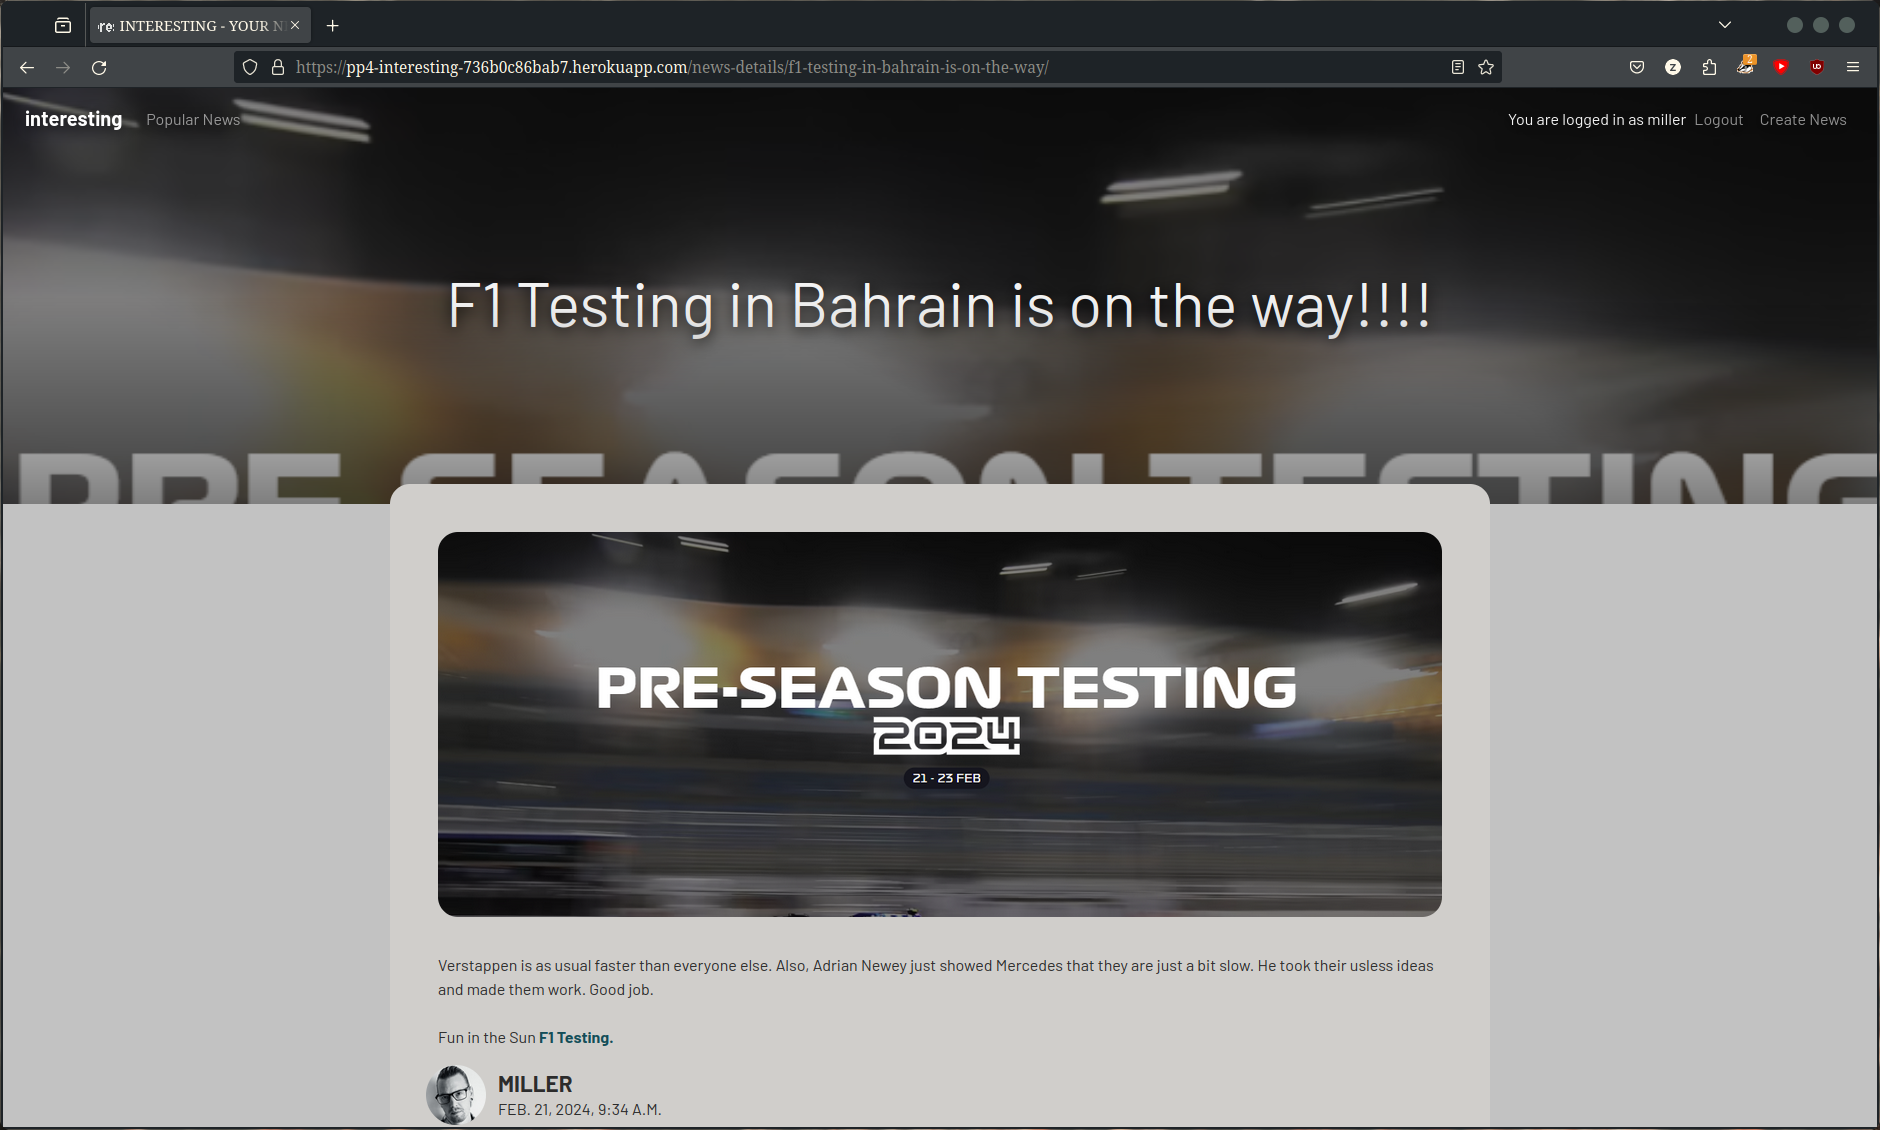 re: INTERESTING - YOUR N
https://pp4-interesting-736b0c86bab7.herokuapp.com/news-details/f1-testing-in-bahrain-is-on-the-way/
Z
2
UO
interesting
Popular News
You are logged in as miller
Logout
Create News
F1 Testing in Bahrain is on the way!!!!
PRE-SEASON TESTING
PRE-SEASON TESTING
2024
21 - 23 FEB
Verstappen is as usual faster than everyone else. Also, Adrian Newey just showed Mercedes that they are just a bit slow. He took their usless ideas
and made them work. Good job.
Fun in the Sun F1 Testing.
MILLER
FEB. 21, 2024, 9:34 A.M.